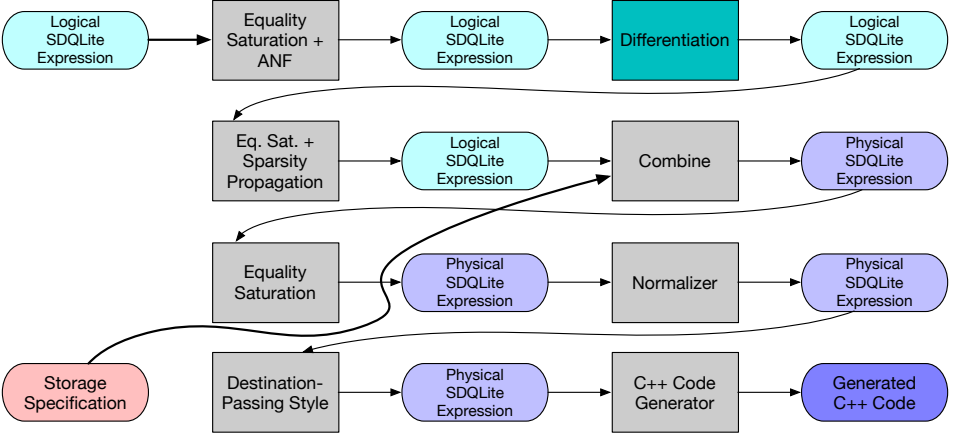 Logical
SDQLite
Expression
Equality
Saturation +
ANF
Logical
SDQLite
Expression
Differentiation
Logical
SDQLite
Expression
Eq. Sat. +
Sparsity
Propagation
Logical
SDQLite
Expression
Combine
Physical
SDQLite
Expression
Equality
Saturation
Physical
SDQLite
Expression
Normalizer
Physical
SDQLite
Expression
Storage
Specification
Destination-
Passing Style
Physical
SDQLite
Expression
C++ Code
Generator
Generated
C++ Code